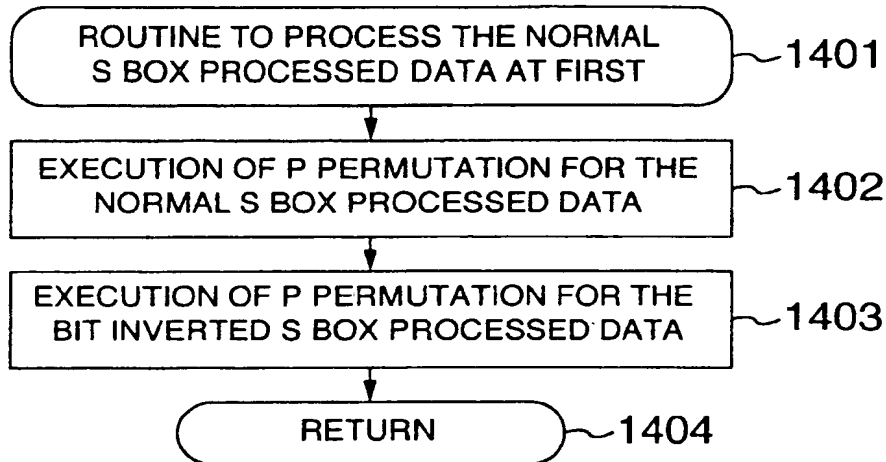 ROUTINE TO PROCESS THE NORMAL
S BOX PROCESSED DATA AT FIRST
1401
EXECUTION OF P PERMUTATION FOR THE
NORMAL S BOX PROCESSED DATA
1402
EXECUTION OF P PERMUTATION FOR THE
BIT INVERTED S BOX PROCESSED DATA
1403
RETURN
1404